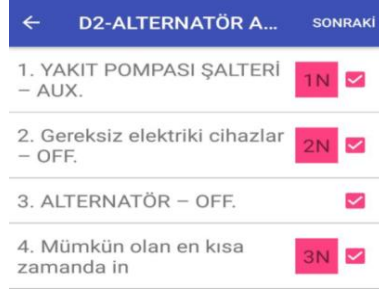 ← D2-ALTERNATÖR A... SONRAKİ
1. YAKIT POMPASI ŞALTERİ 1N
– AUX.
2. Gereksiz elektriki cihazlar 2N
– OFF.
3. ALTERNATÖR – OFF.
4. Mümkün olan en kısa 3N
zamanda in